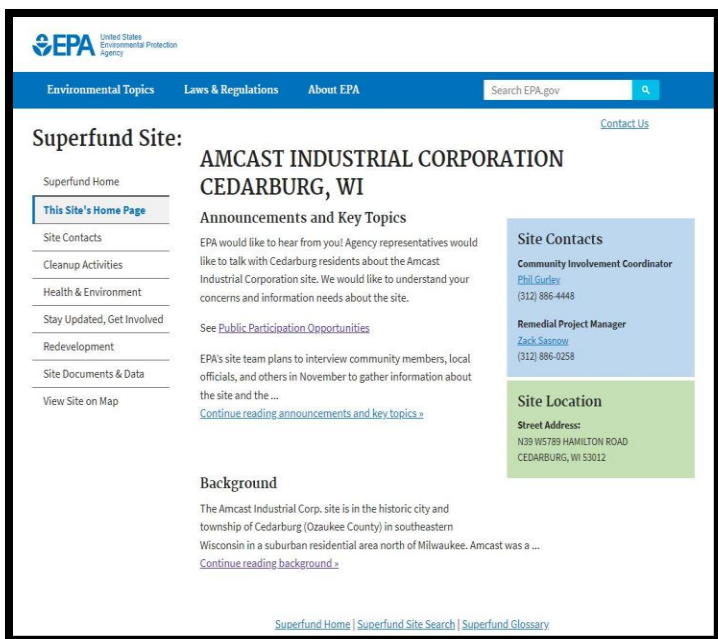 EPA
United States
Environmental Protection
Agency
Environmental Topics
Laws & Regulations
About EPA
Search EPA.gov
Contact Us
Superfund Site:
Superfund Home
This Site's Home Page
Site Contacts
Cleanup Activities
Health & Environment
Stay Updated, Get Involved
Redevelopment
Site Documents & Data
View Site on Map
AMCAST INDUSTRIAL CORPORATION
CEDARBURG, WI
Announcements and Key Topics
EPA would like to hear from you! Agency representatives would
like to talk with Cedarburg residents about the Amcast
Industrial Corporation site. We would like to understand your
concerns and information needs about the site.
See Public Participation Opportunities
EPA's site team plans to interview community members, local
officials, and others in November to gather information about
the site and the ...
Continue reading announcements and key topics »
Background
The Amcast Industrial Corp. site is in the historic city and
township of Cedarburg (Ozaukee County) in southeastern
Wisconsin in a suburban residential area north of Milwaukee. Amcast was a ...
Continue reading background »
Site Contacts
Community Involvement Coordinator
Phil Gurley
(312) 886-4448
Remedial Project Manager
Zack Sasnow
(312) 886-0258
Site Location
Street Address:
N39 W5789 HAMILTON ROAD
CEDARBURG, WI 53012
Superfund Home | Superfund Site Search | Superfund Glossary